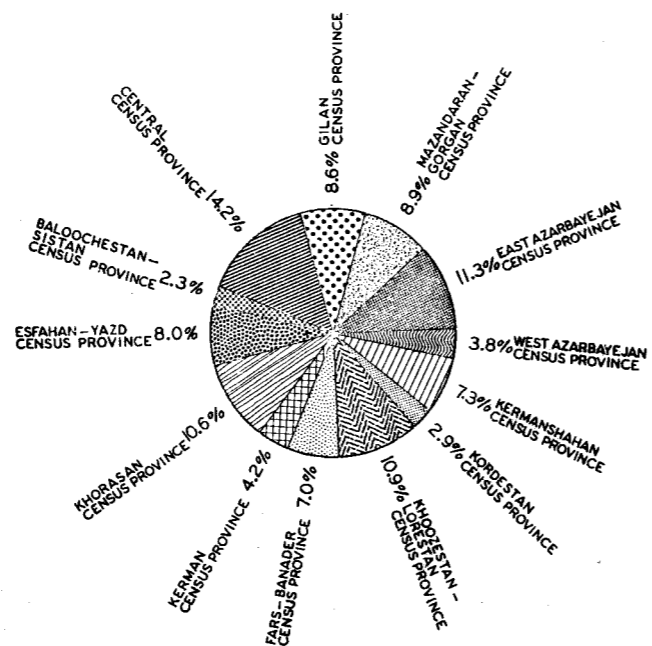 8.6% GILAN
CENSUS PROVINCE
8.9% MAZANDARAN-
GORGAN
CENSUS PROVINCE
11.3% EAST AZARBAYEJAN
CENSUS PROVINCE
3.8% WEST AZARBAYEJAN
CENSUS PROVINCE
7.3% KERMANSHAHAN
CENSUS PROVINCE
2.9% KORDESTAN
CENSUS PROVINCE
10.9% KHOOZESTAN-
LORESTAN
CENSUS PROVINCE
FARS-BANADER
CENSUS PROVINCE 7.0%
KERMAN
CENSUS PROVINCE 4.2%
KHORASAN
CENSUS PROVINCE 10.6%
ESFAHAN-YAZD
CENSUS PROVINCE 8.0%
BALOOCHESTAN-
SISTAN
CENSUS PROVINCE 2.3%
CENTRAL
CENSUS PROVINCE 14.2%